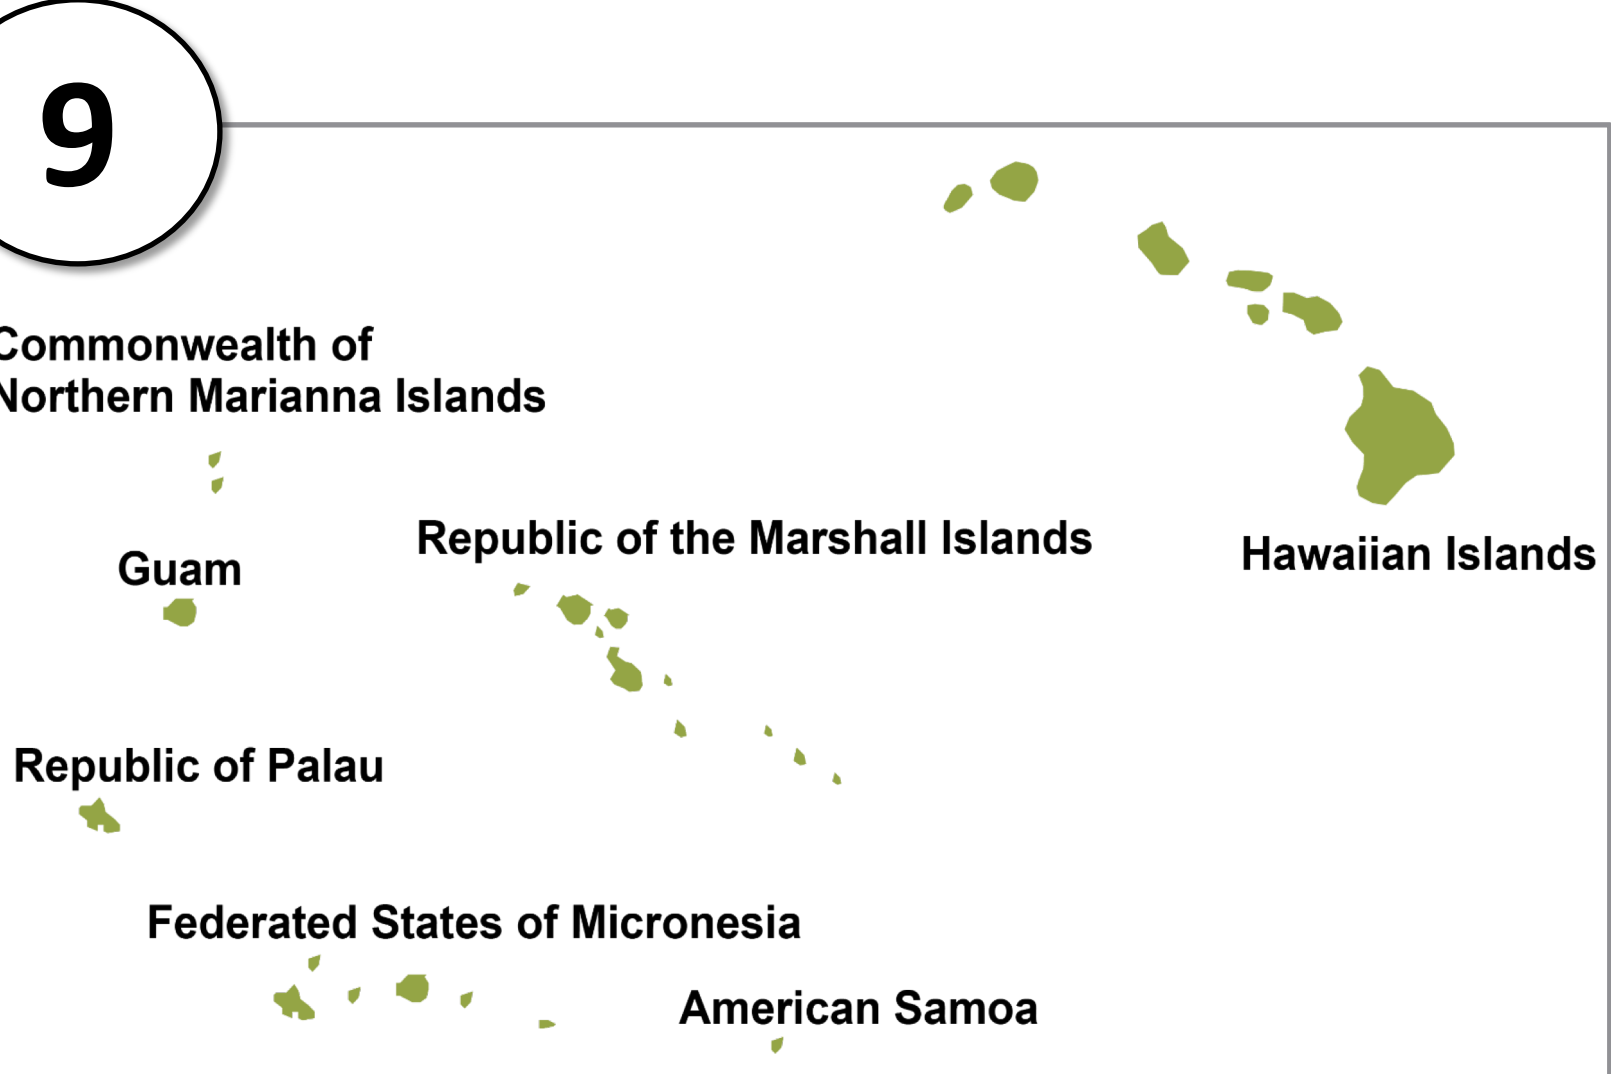 9
Commonwealth of
Northern Marianna Islands
Guam
Republic of the Marshall Islands
Hawaiian Islands
Republic of Palau
Federated States of Micronesia
American Samoa